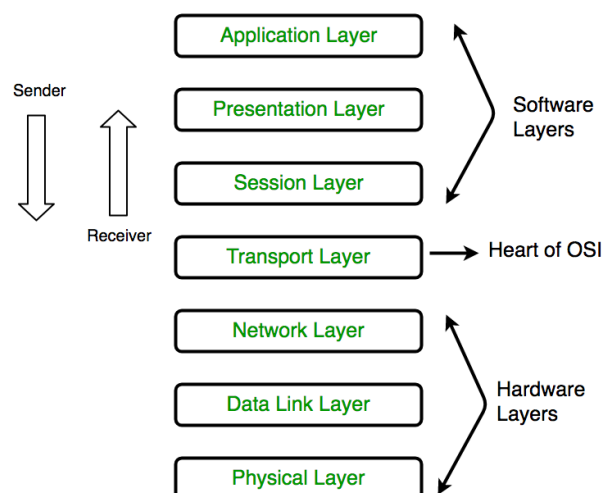 Application Layer
Sender
Presentation Layer
Software
Layers
Session Layer
Receiver
Transport Layer
Heart of OSI
Network Layer
Hardware
Layers
Data Link Layer
Physical Layer